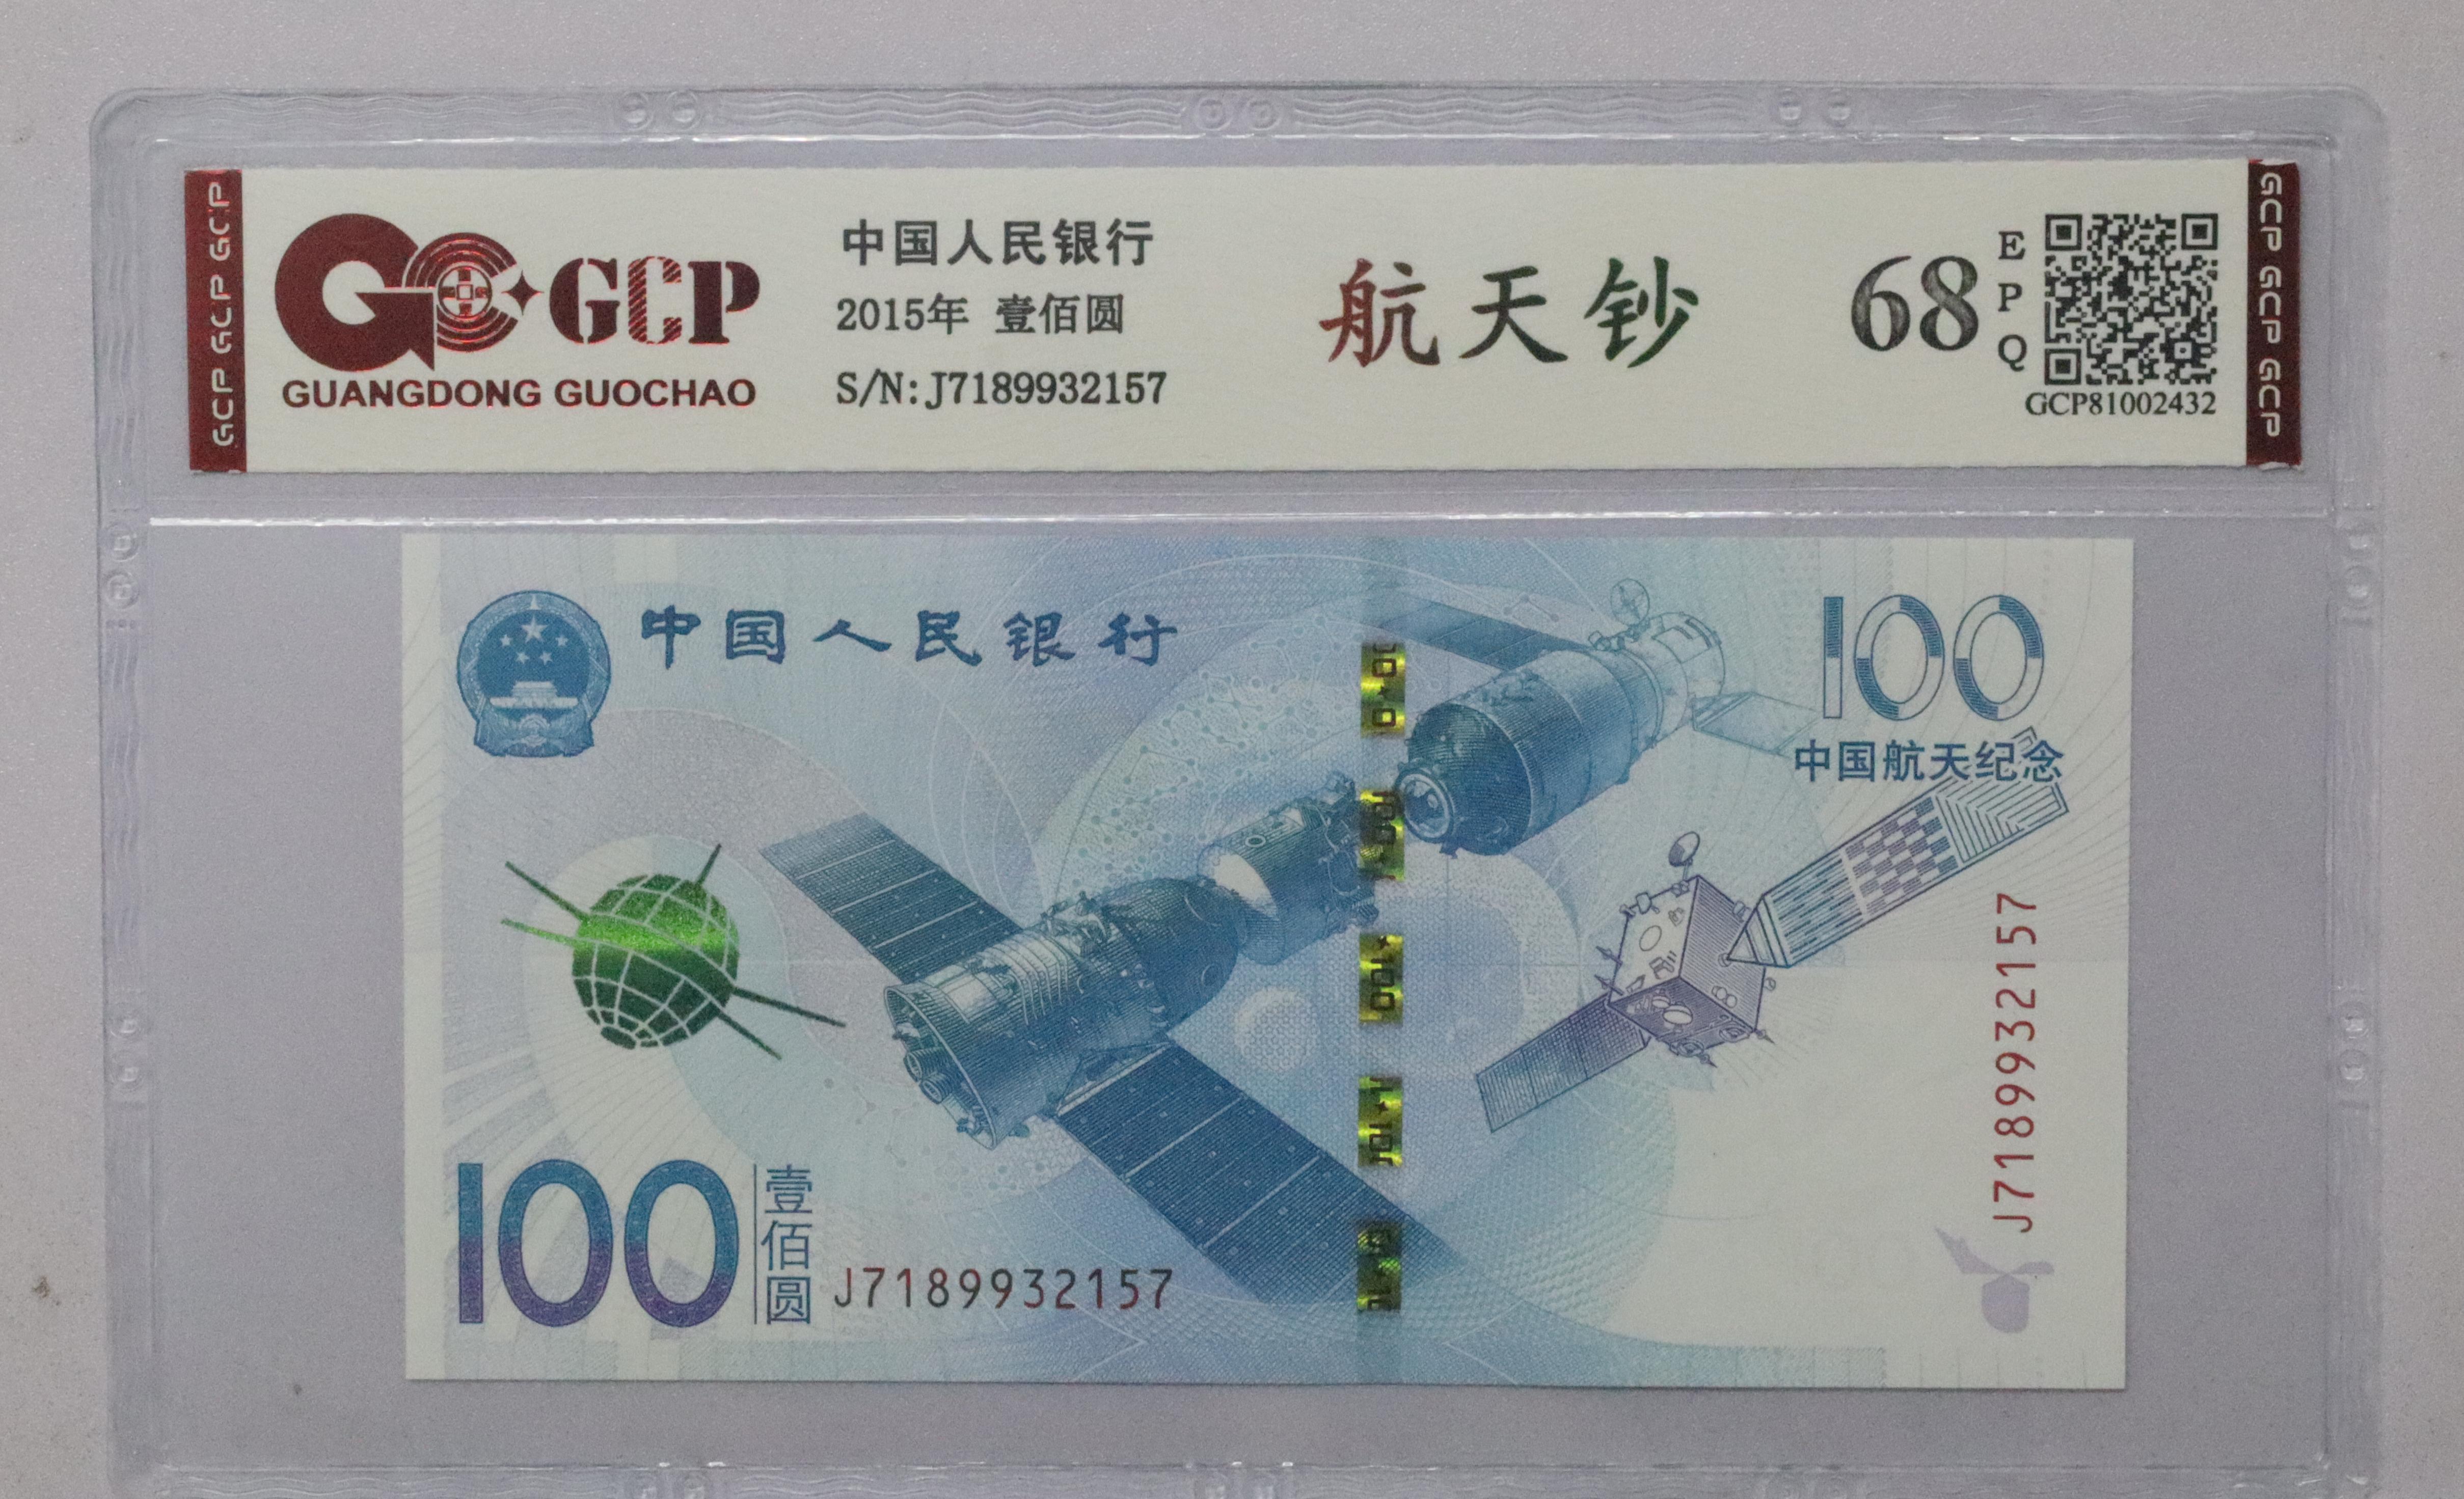 GCP GCP GCP
GCP
GUANGDONG GUOCHAO
中国人民银行
2015年 壹佰圆
S/N:J7189932157
航天钞
68
EPQ
GCP81002432
GCP GCP GCP
中国人民银行
100
中国航天纪念
100
壹佰圆
J7189932157
J7189932157